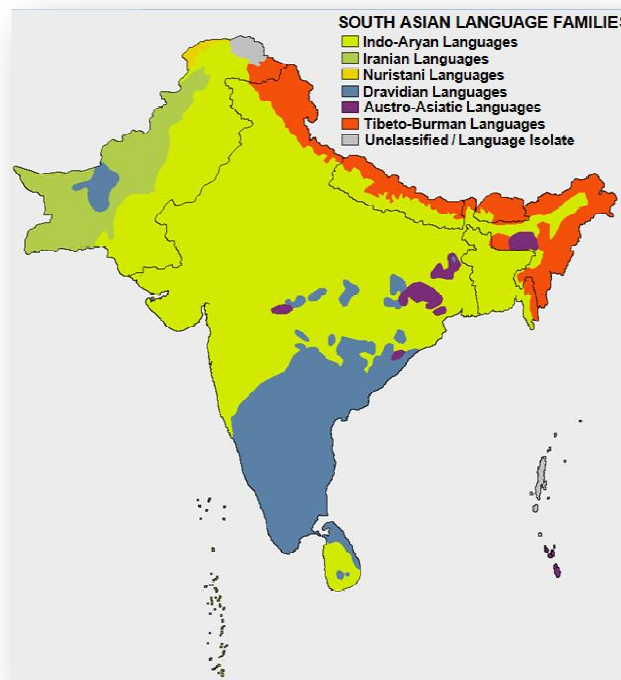 SOUTH ASIAN LANGUAGE FAMILIES
Indo-Aryan Languages
Iranian Languages
Nuristani Languages
Dravidian Languages
Austro-Asiatic Languages
Tibeto-Burman Languages
Unclassified / Language Isolate